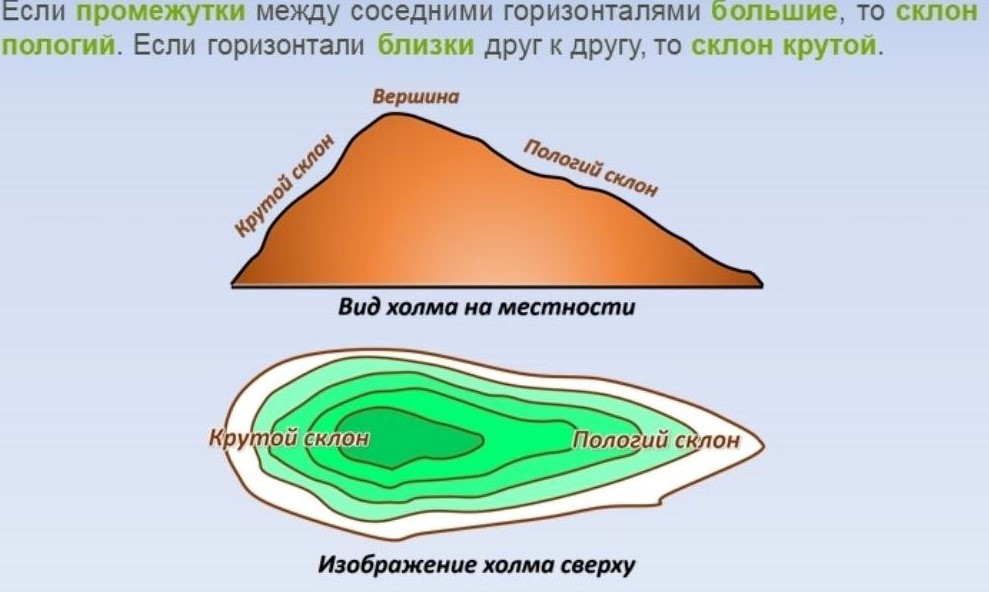 Если промежутки между соседними горизонталями большие, то склон
пологий. Если горизонтали близки друг к другу, то склон крутой.
Вершина
Крутой склон
Пологий склон
Вид холма на местности
Крутой склон
Пологий склон
Изображение холма сверху